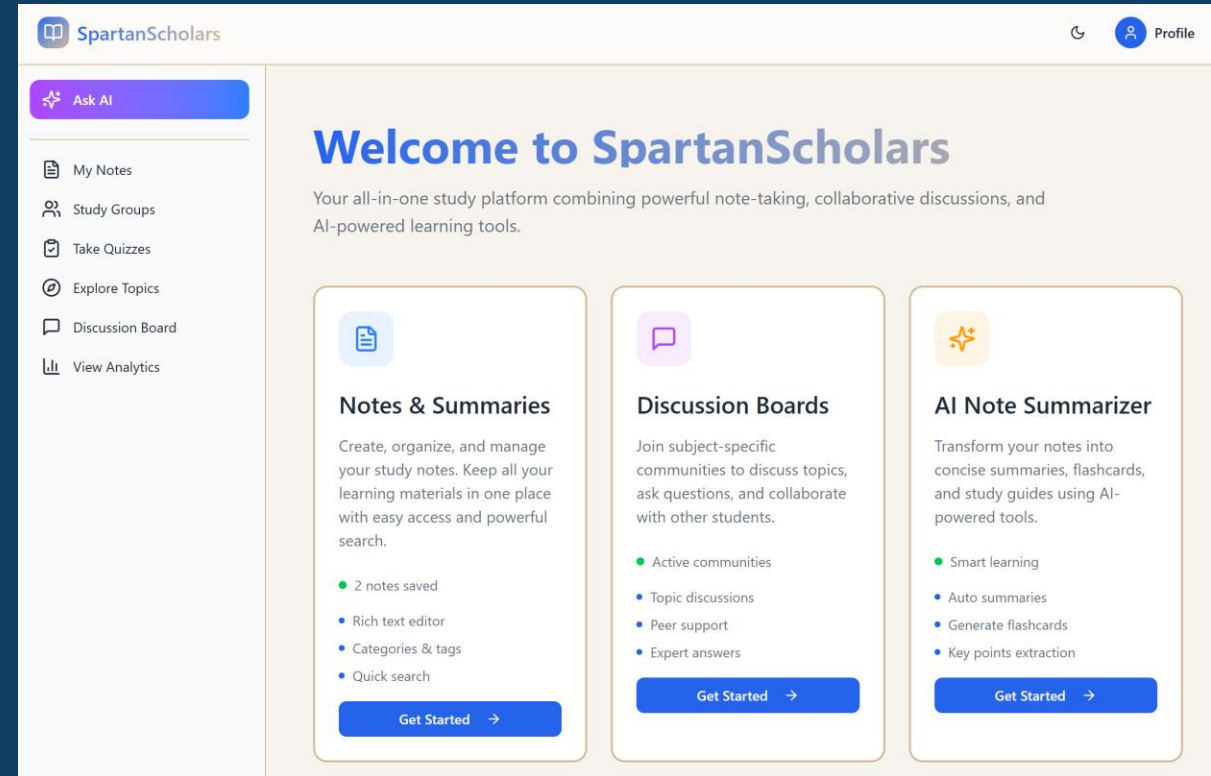 SpartanScholars
Profile
Ask AI
My Notes
Study Groups
Take Quizzes
Explore Topics
Discussion Board
View Analytics
Welcome to SpartanScholars
Your all-in-one study platform combining powerful note-taking, collaborative discussions, and
AI-powered learning tools.
Notes & Summaries
Create, organize, and manage
your study notes. Keep all your
learning materials in one place
with easy access and powerful
search.
2 notes saved
Rich text editor
Categories & tags
Quick search
Get Started →
Discussion Boards
Join subject-specific
communities to discuss topics,
ask questions, and collaborate
with other students.
Active communities
Topic discussions
Peer support
Expert answers
Get Started →
AI Note Summarizer
Transform your notes into
concise summaries, flashcards,
and study guides using AI-
powered tools.
Smart learning
Auto summaries
Generate flashcards
Key points extraction
Get Started →